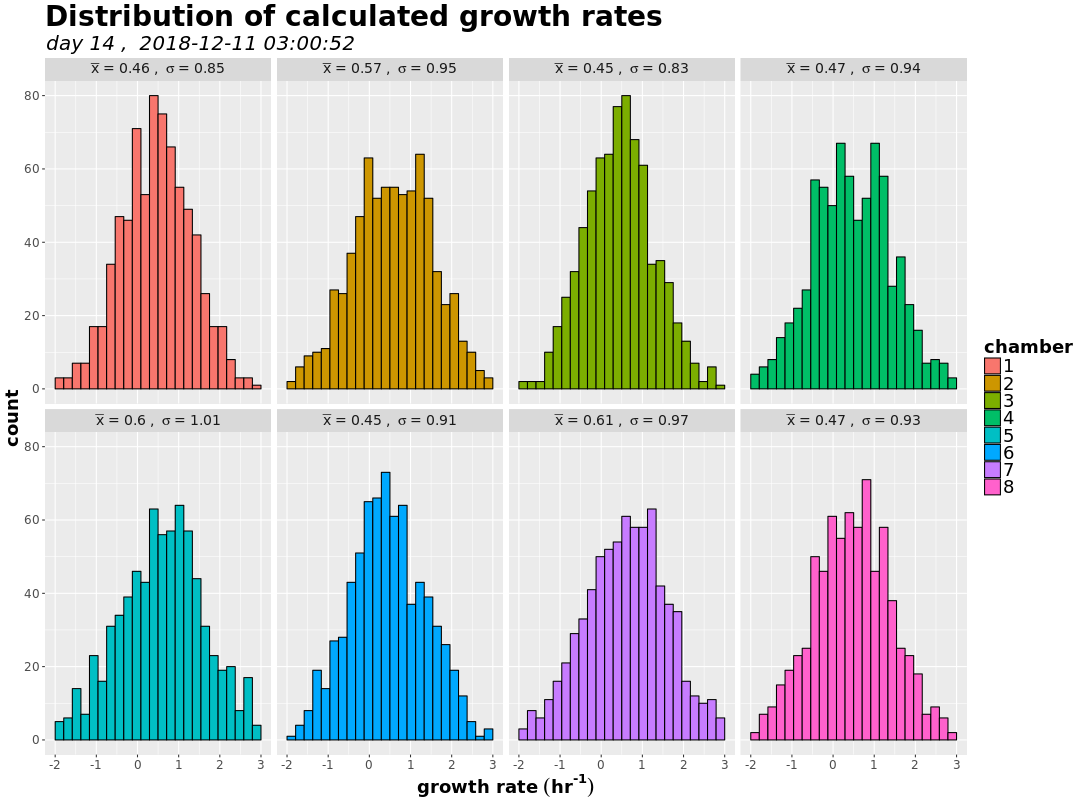 Distribution of calculated growth rates
day 14 , 2018-12-11 03:00:52
x̅ = 0.46 , σ = 0.85
x̅ = 0.57 , σ = 0.95
x̅ = 0.45 , σ = 0.83
x̅ = 0.47 , σ = 0.94
80
60
40
20
0
x̅ = 0.6 , σ = 1.01
x̅ = 0.45 , σ = 0.91
x̅ = 0.61 , σ = 0.97
x̅ = 0.47 , σ = 0.93
80
60
40
20
0
-2 -1 0 1 2 3
-2 -1 0 1 2 3
-2 -1 0 1 2 3
-2 -1 0 1 2 3
count
growth rate (hr⁻¹)
chamber
1
2
3
4
5
6
7
8